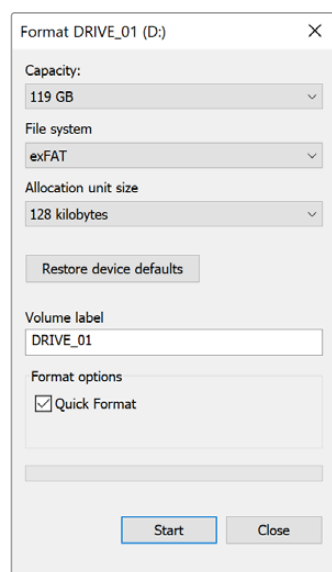 Format DRIVE_01 (D:)
Capacity:
119 GB
File system
exFAT
Allocation unit size
128 kilobytes
Restore device defaults
Volume label
DRIVE_01
Format options
Quick Format
Start Close